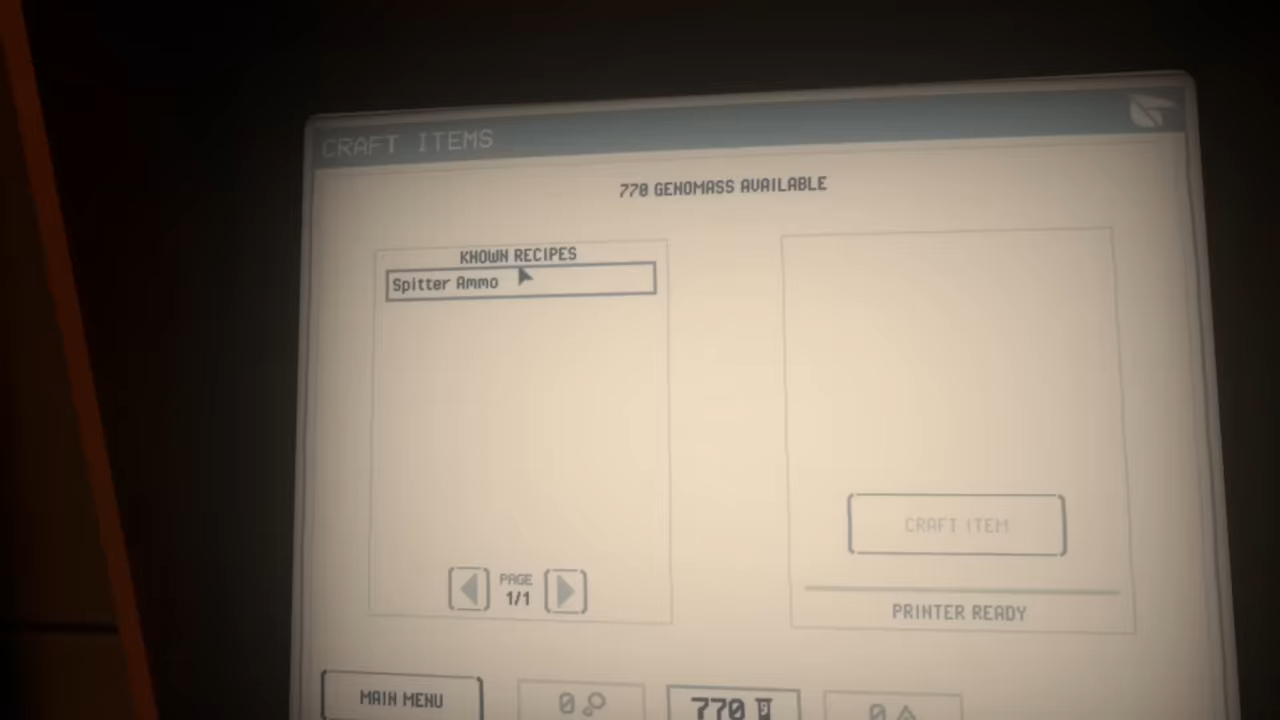 CRAFT ITEMS
770 GENOMASS AVAILABLE
KNOWN RECIPES
Spitter Ammo
CRAFT ITEM
PAGE
1/1
PRINTER READY
MAIN MENU
0
770
0